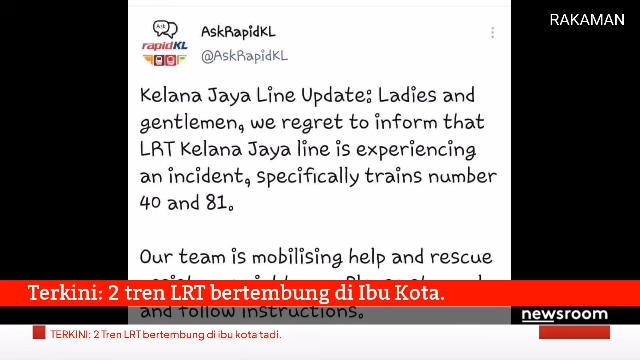 RAKAMAN
Ask
rapidKL
AskRapidKL
@AskRapidKL
Kelana Jaya Line Update: Ladies and
gentlemen, we regret to inform that
LRT Kelana Jaya line is experiencing
an incident, specifically trains number
40 and 81.
Our team is mobilising help and rescue
Terkini: 2 tren LRT bertembung di Ibu Kota.
and follow instructions.
newsroom
TERKINI: 2 Tren LRT bertembung di ibu kota tadi.